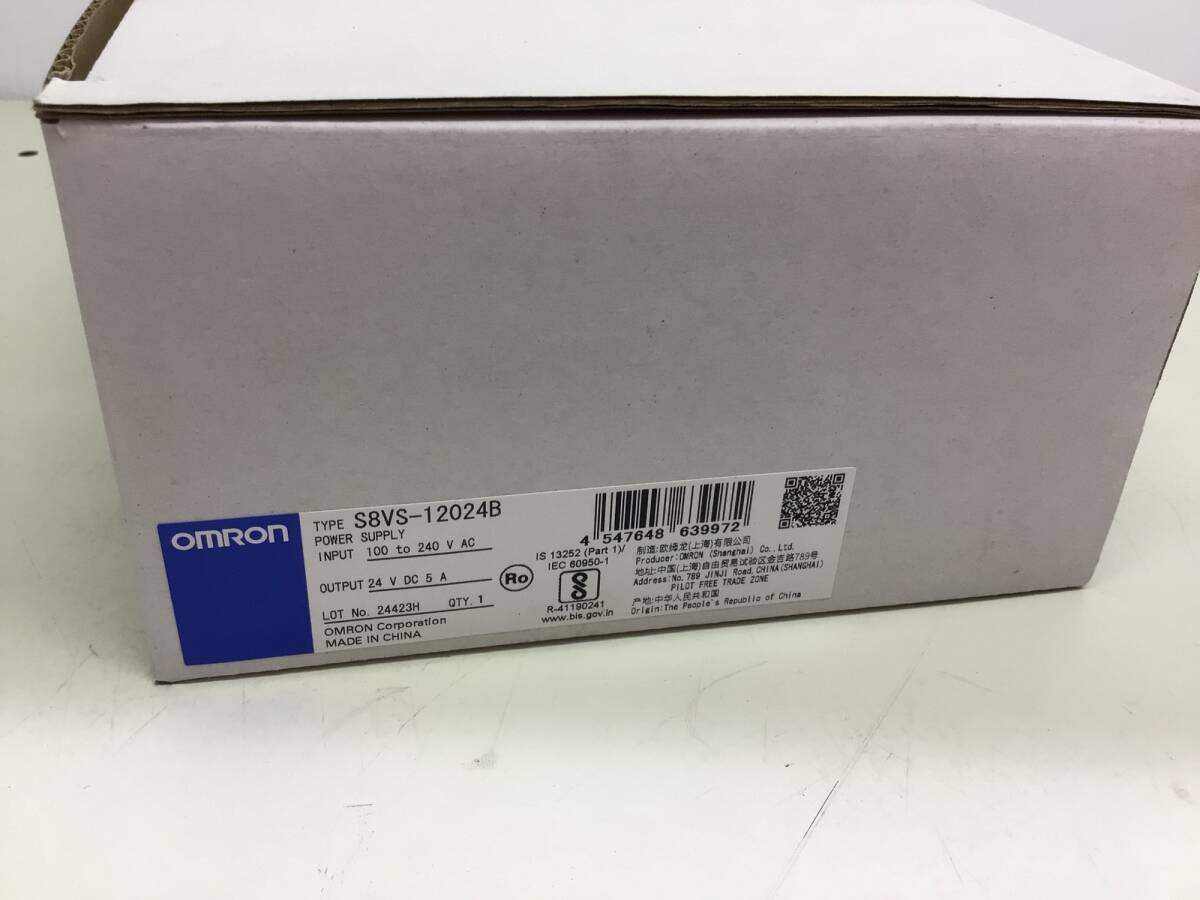 OMRON
TYPE S8VS-12024B
POWER SUPPLY
INPUT 100 to 240 V AC
OUTPUT 24 V DC 5 A
LOT No. 24423H QTY. 1
OMRON Corporation
MADE IN CHINA
Ro
IS 13252 (Part 1)/
IEC 60950-1
R-41190241
www.bis.gov.in
4 547648 639972
制造:欧姆龙(上海)有限公司
Producer:OMRON (Shanghai) Co.,Ltd.
地址:中国(上海)自由贸易试验区金吉路789号
Address:No.789 JINJI Road,CHINA(SHANGHAI)
PILOT FREE TRADE ZONE
产地:中华人民共和国
Origin:The People's Republic of China